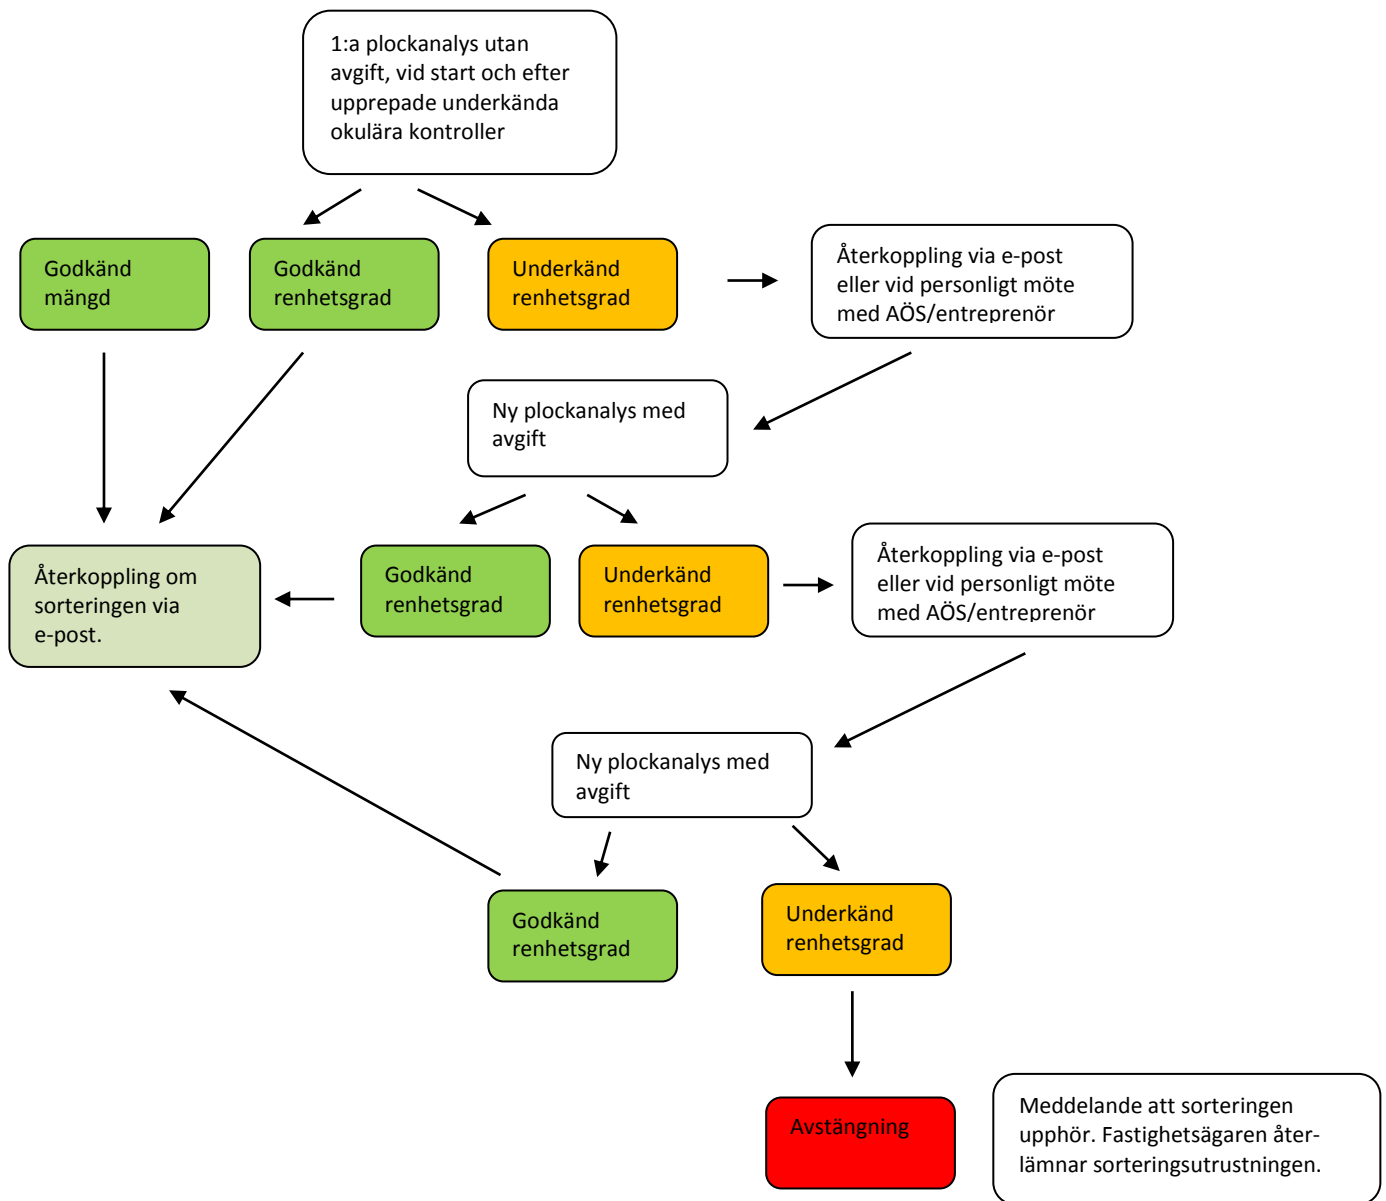 1:a plockanalys utan
avgift, vid start och efter
upprepade underkända
okulära kontroller
Godkänd
mängd
Godkänd
renhetsgrad
Underkänd
renhetsgrad
Återkoppling via e-post
eller vid personligt möte
med AÖS/entreprenör
Ny plockanalys med
avgift
Återkoppling om
sorteringen via
e-post.
Godkänd
renhetsgrad
Underkänd
renhetsgrad
Återkoppling via e-post
eller vid personligt möte
med AÖS/entreprenör
Ny plockanalys med
avgift
Godkänd
renhetsgrad
Underkänd
renhetsgrad
Avstängning
Meddelande att sorteringen
upphör. Fastighetsägaren åter-
lämnar sorteringsutrustningen.